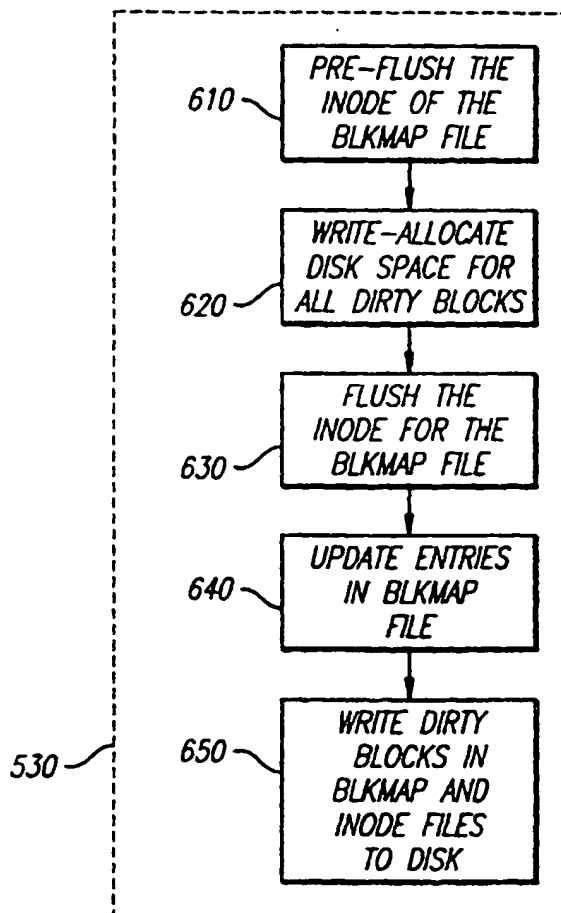 610
PRE-FLUSH THE
INODE OF THE
BLKMAP FILE
620
WRITE-ALLOCATE
DISK SPACE FOR
ALL DIRTY BLOCKS
630
FLUSH THE
INODE FOR THE
BLKMAP FILE
640
UPDATE ENTRIES
IN BLKMAP
FILE
530
650
WRITE DIRTY
BLOCKS IN
BLKMAP AND
INODE FILES
TO DISK